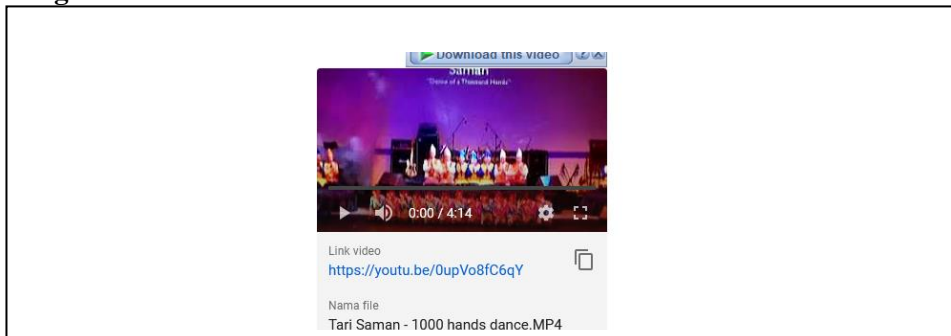 Download this video
Saman
"Dance of a Thousand Hands"
0:00 / 4:14
Link video
https://youtu.be/0upVo8fC6qY
Nama file
Tari Saman - 1000 hands dance.MP4